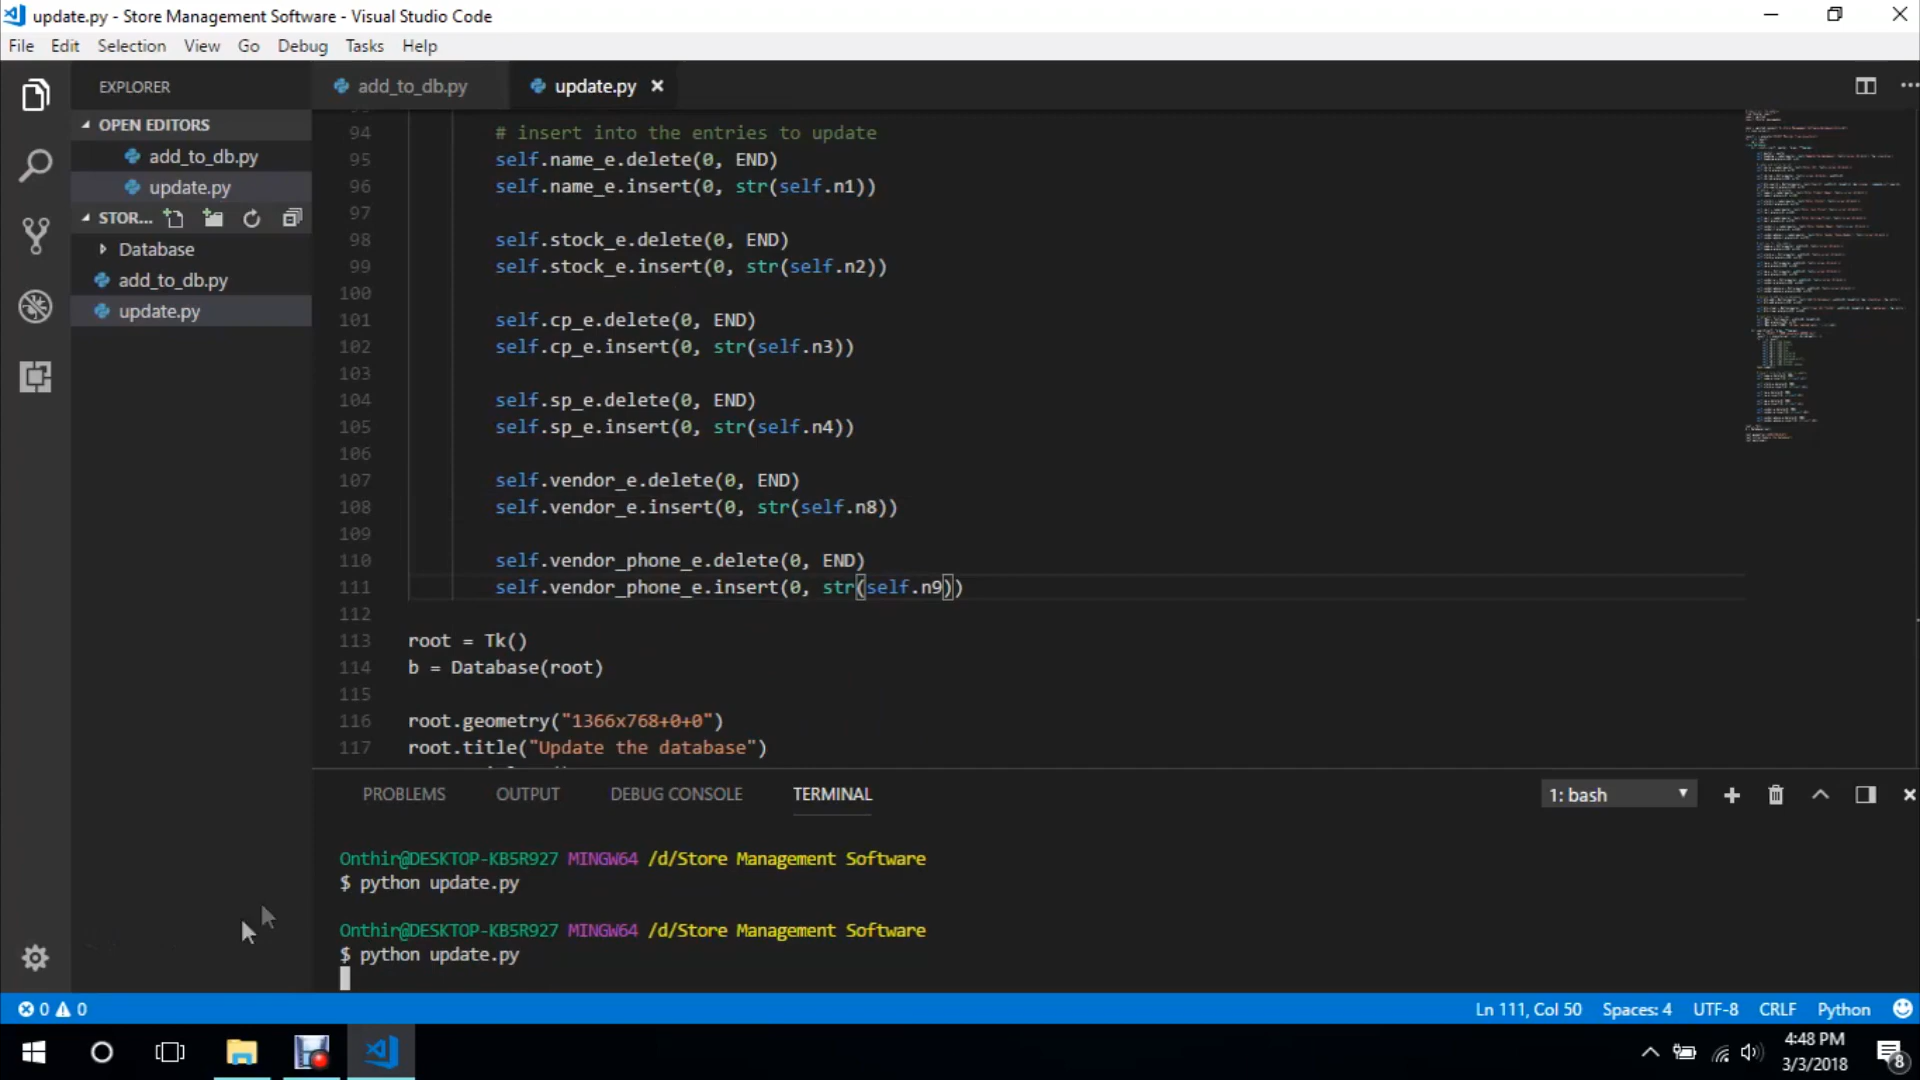 update.py - Store Management Software - Visual Studio Code
File Edit Selection View Go Debug Tasks Help
EXPLORER
add_to_db.py
update.py
OPEN EDITORS
add_to_db.py
update.py
STOR...
Database
add_to_db.py
update.py
94 # insert into the entries to update
95 self.name_e.delete(0, END)
96 self.name_e.insert(0, str(self.n1))
97
98 self.stock_e.delete(0, END)
99 self.stock_e.insert(0, str(self.n2))
100
101 self.cp_e.delete(0, END)
102 self.cp_e.insert(0, str(self.n3))
103
104 self.sp_e.delete(0, END)
105 self.sp_e.insert(0, str(self.n4))
106
107 self.vendor_e.delete(0, END)
108 self.vendor_e.insert(0, str(self.n8))
109
110 self.vendor_phone_e.delete(0, END)
111 self.vendor_phone_e.insert(0, str(self.n9))
112
113 root = Tk()
114 b = Database(root)
115
116 root.geometry("1366x768+0+0")
117 root.title("Update the database")
PROBLEMS OUTPUT DEBUG CONSOLE TERMINAL
1: bash
Onthir@DESKTOP-KB5R927 MINGW64 /d/Store Management Software
$ python update.py
Onthir@DESKTOP-KB5R927 MINGW64 /d/Store Management Software
$ python update.py
0 0
Ln 111, Col 50 Spaces: 4 UTF-8 CRLF Python
4:48 PM
3/3/2018
8